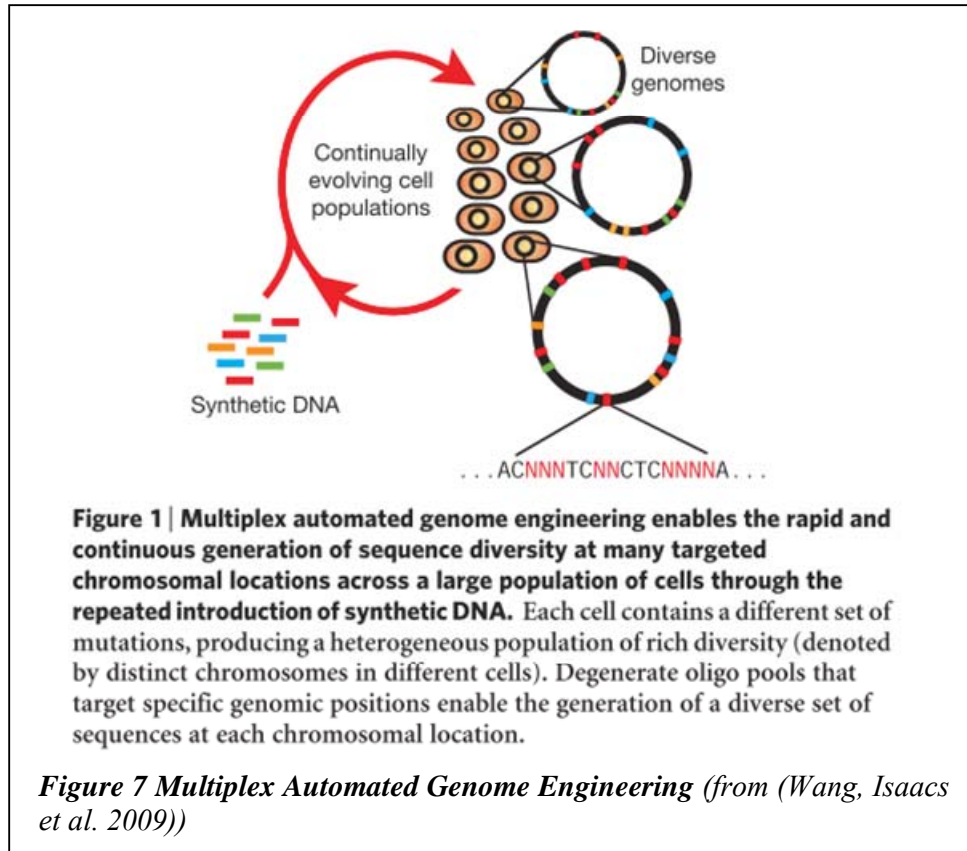 Diverse
genomes
Continually
evolving cell
populations
Synthetic DNA
...ACNNNTCNNCTCNNNNA...
Figure 1 | Multiplex automated genome engineering enables the rapid and
continuous generation of sequence diversity at many targeted
chromosomal locations across a large population of cells through the
repeated introduction of synthetic DNA. Each cell contains a different set of
mutations, producing a heterogeneous population of rich diversity (denoted
by distinct chromosomes in different cells). Degenerate oligo pools that
target specific genomic positions enable the generation of a diverse set of
sequences at each chromosomal location.
Figure 7 Multiplex Automated Genome Engineering (from (Wang, Isaacs
et al. 2009))